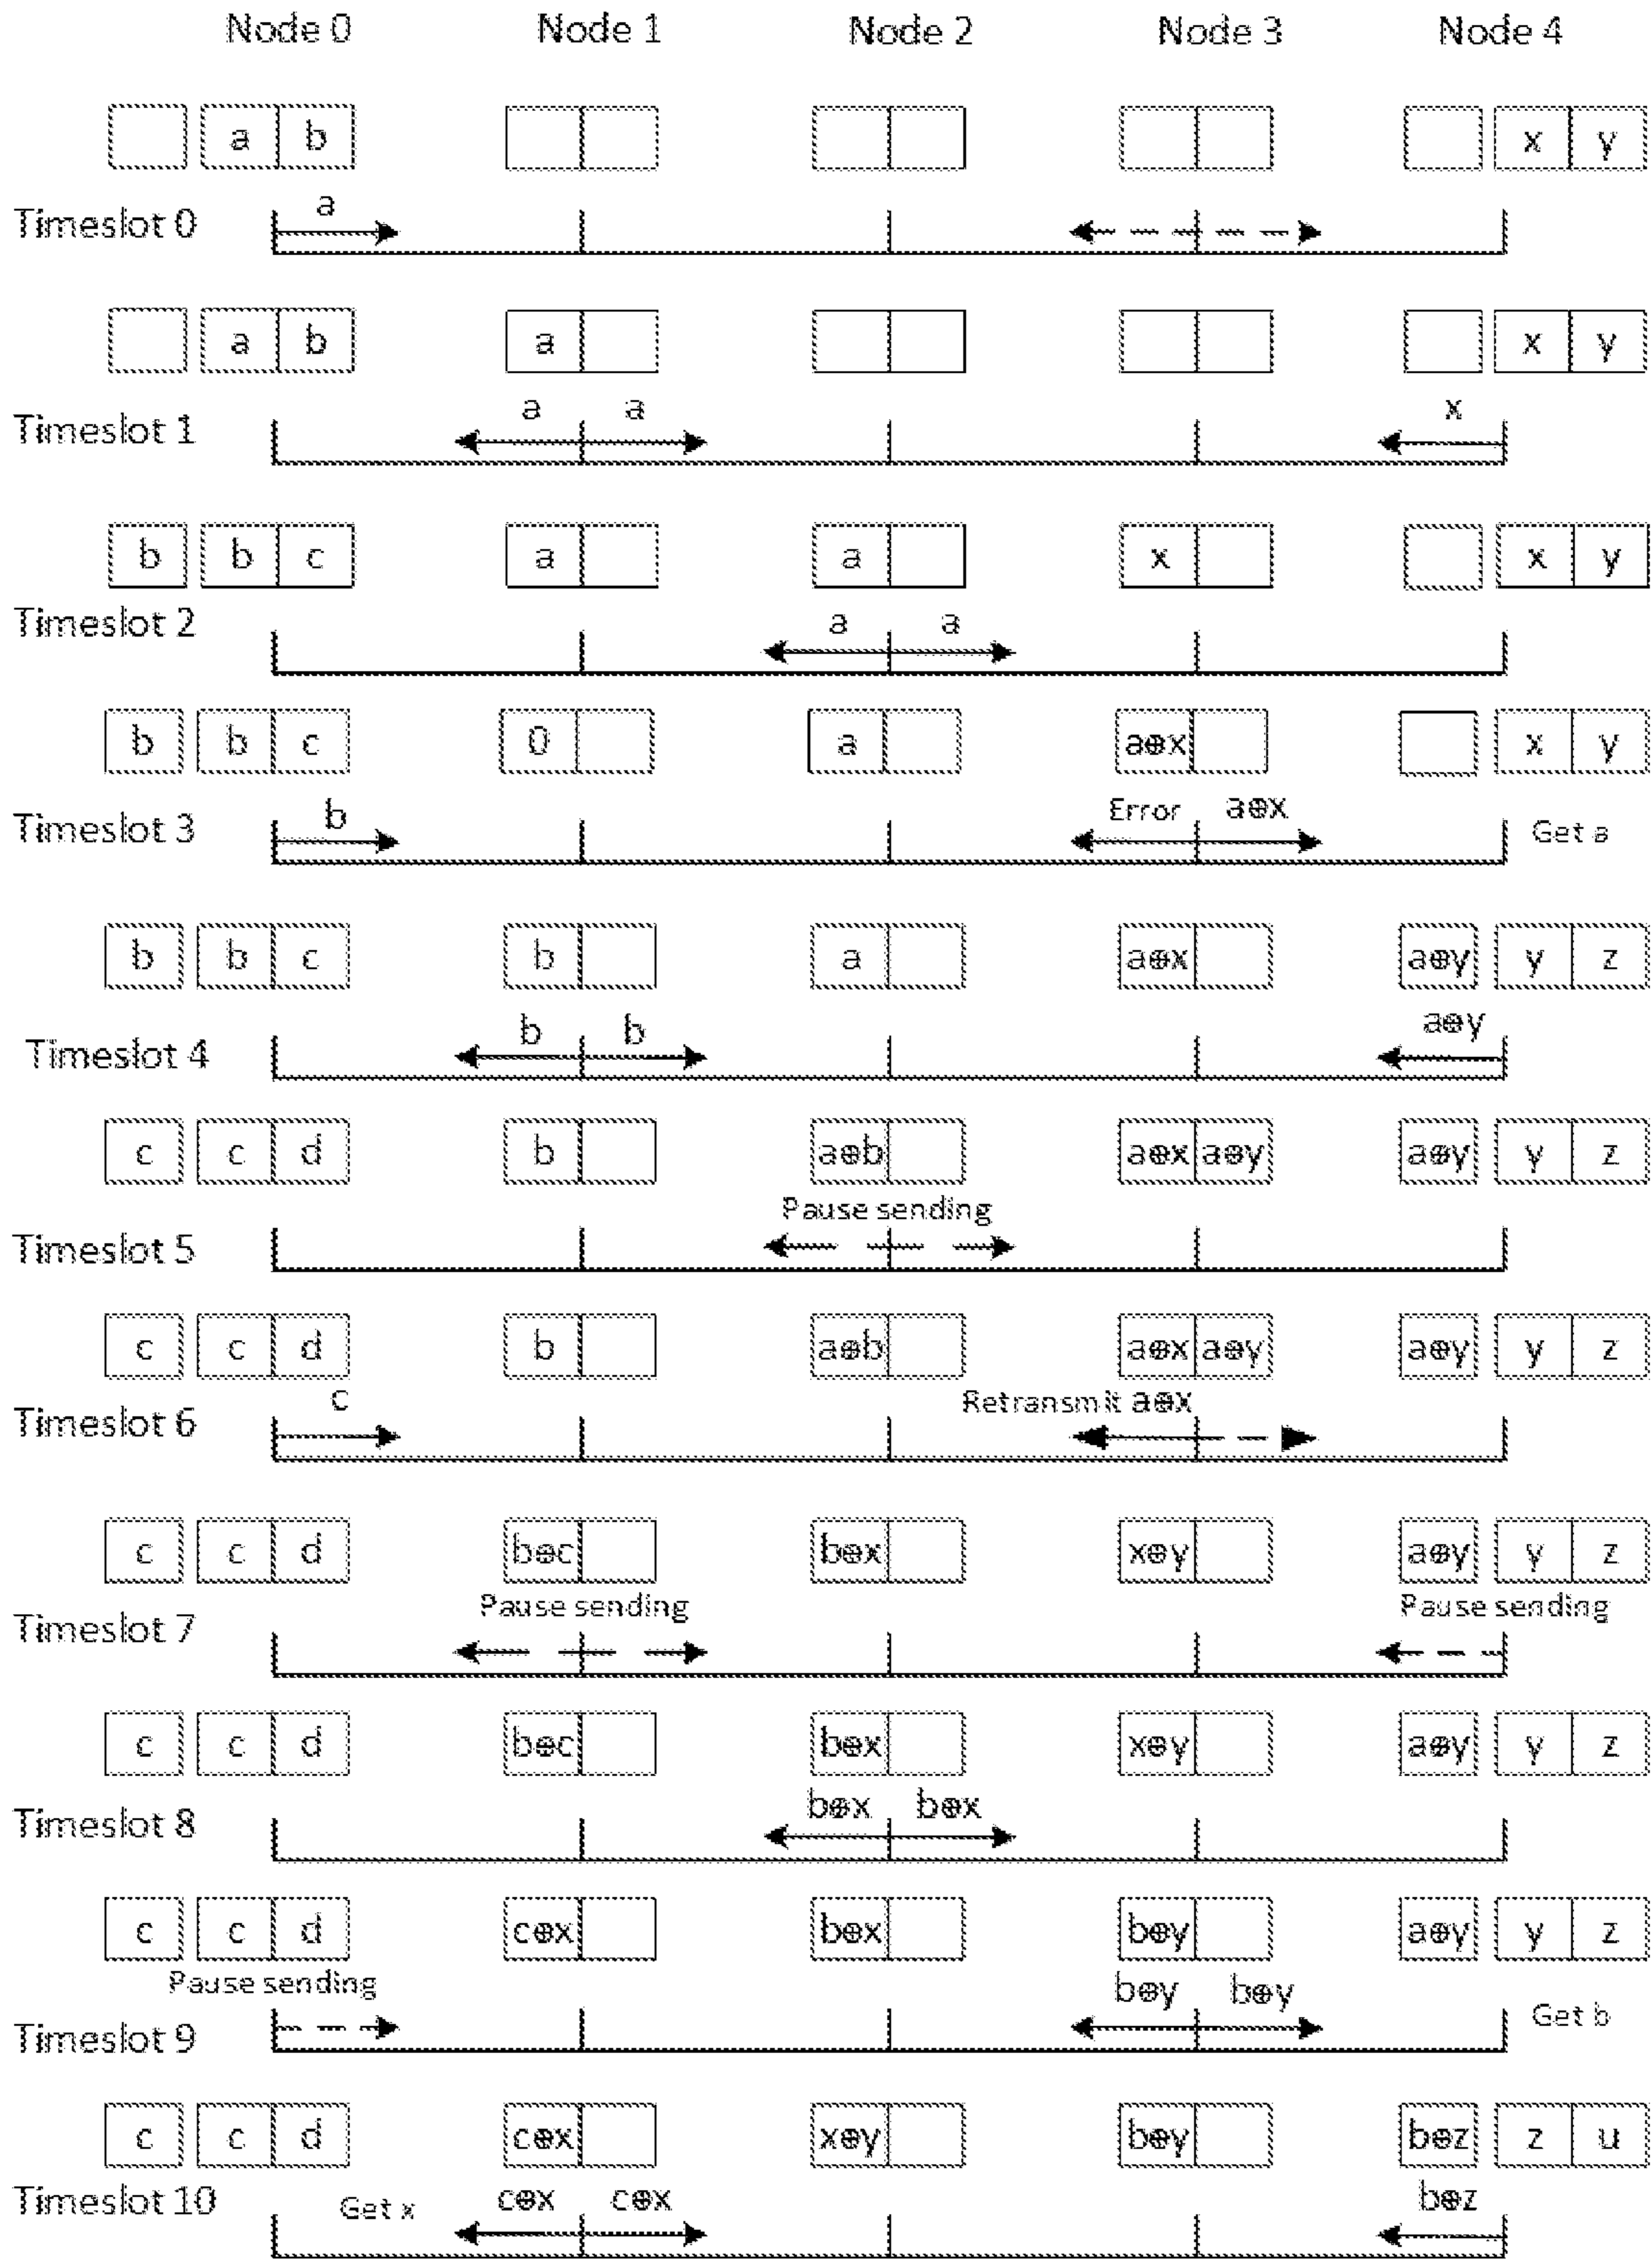 Node 0 Node 1 Node 2 Node 3 Node 4
a b x y
a
Timeslot 0
a b a x y
a a x
Timeslot 1
b b c a a x x y
Timeslot 2 a a
b b c 0 a a⊕x x y
b Error a⊕x
Timeslot 3 Get a
b b c b a a⊕x a⊕y y z
b b a⊕y
Timeslot 4
c c d b a⊕b a⊕x a⊕y a⊕y y z
Pause sending
Timeslot 5
c c d b a⊕b a⊕x a⊕y a⊕y y z
c Retransmit a⊕x
Timeslot 6
c c d b⊕c b⊕x x⊕y a⊕y y z
Pause sending Pause sending
Timeslot 7
c c d b⊕c b⊕x x⊕y a⊕y y z
b⊕x b⊕x
Timeslot 8
c c d c⊕x b⊕x b⊕y a⊕y y z
Pause sending b⊕y b⊕y
Timeslot 9 Get b
c c d c⊕x x⊕y b⊕y b⊕z z u
Timeslot 10 Get x c⊕x c⊕x b⊕z